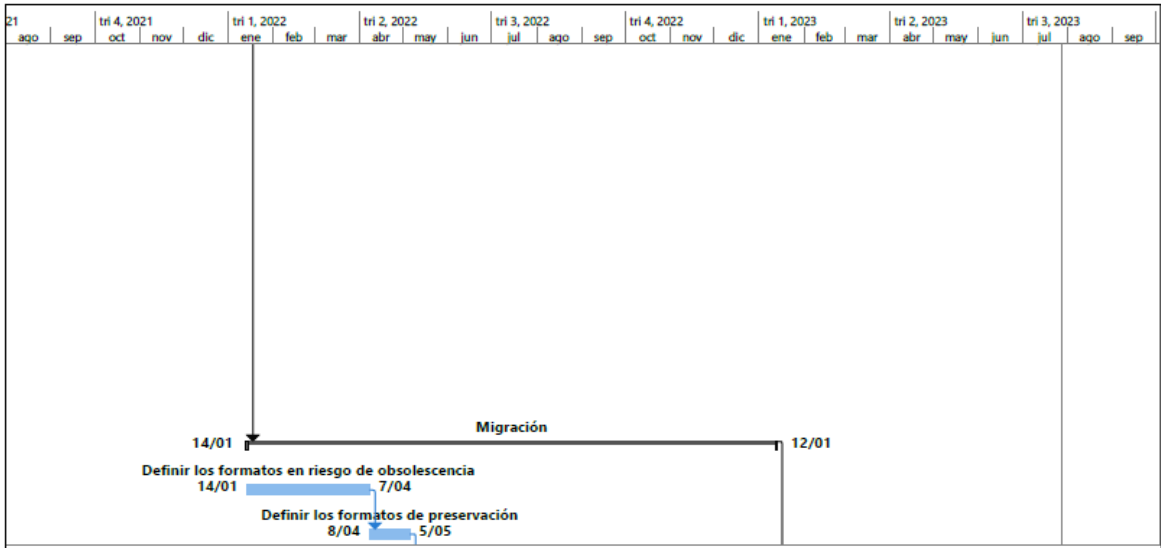 21 tri 4, 2021 tri 1, 2022 tri 2, 2022 tri 3, 2022 tri 4, 2022 tri 1, 2023 tri 2, 2023 tri 3, 2023
ago sep oct nov dic ene feb mar abr may jun jul ago sep oct nov dic ene feb mar abr may jun jul ago sep
Migración
14/01 12/01
Definir los formatos en riesgo de obsolescencia
14/01 7/04
Definir los formatos de preservación
8/04 5/05